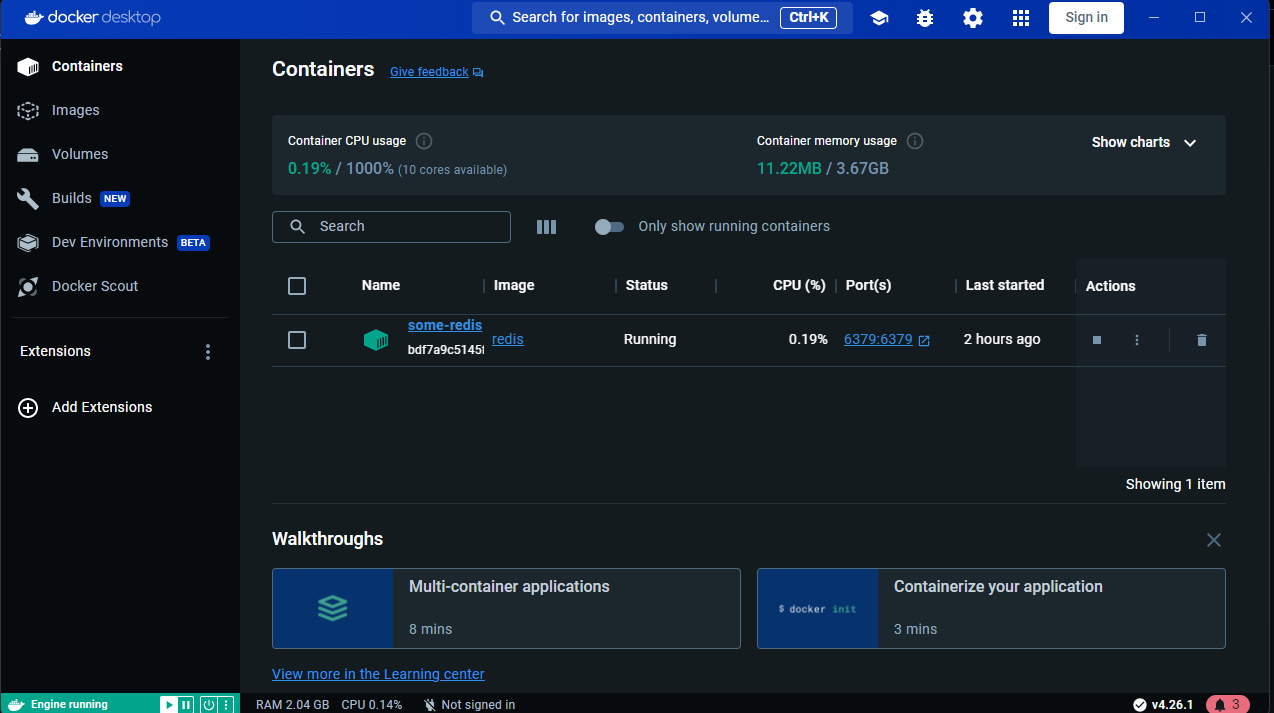 docker desktop
Search for images, containers, volume... Ctrl+K
Sign in
Containers
Images
Volumes
Builds NEW
Dev Environments BETA
Docker Scout
Extensions
Add Extensions
Containers Give feedback
Container CPU usage
0.19% / 1000% (10 cores available)
Container memory usage
11.22MB / 3.67GB
Show charts
Search
Only show running containers
Name Image Status CPU (%) Port(s) Last started Actions
some-redis
bdf7a9c5145f
redis Running 0.19% 6379:6379 2 hours ago
Showing 1 item
Walkthroughs
Multi-container applications
8 mins
$ docker init
Containerize your application
3 mins
View more in the Learning center
Engine running
RAM 2.04 GB CPU 0.14% Not signed in
v4.26.1 3